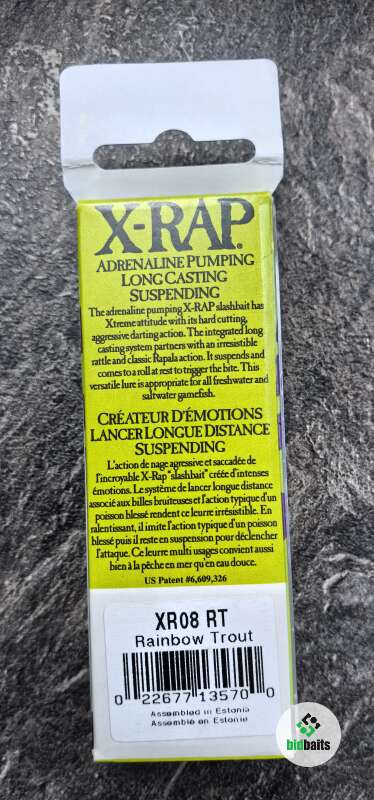 X-RAP®
ADRENALINE PUMPING
LONG CASTING
SUSPENDING
The adrenaline pumping X-RAP slashbait has
Xtreme attitude with its hard cutting,
aggressive darting action. The integrated long
casting system partners with an irresistible
rattle and classic Rapala action. It suspends and
comes to a roll at rest to trigger the bite. This
versatile lure is appropriate for all freshwater and
saltwater gamefish.
CRÉATEUR D'ÉMOTIONS
LANCER LONGUE DISTANCE
SUSPENDING
L'action de nage agressive et saccadée de
l'incroyable X-Rap "slashbait" créée d'intenses
émotions. Le système de lancer longue distance
associé aux billes bruiteuses et l'action typique d'un
poisson blessé rendent ce leurre irrésistible. En
ralentissant, il imite l'action typique d'un poisson
blessé puis il reste en suspension pour déclencher
l'attaque. Ce leurre multi usages convient aussi
bien à la pêche en mer qu'en eau douce.
US Patent #6,609,326
XR08 RT
Rainbow Trout
0 22677 13570 0
Assembled in Estonia
Assemblé en Estonie
bidbaits